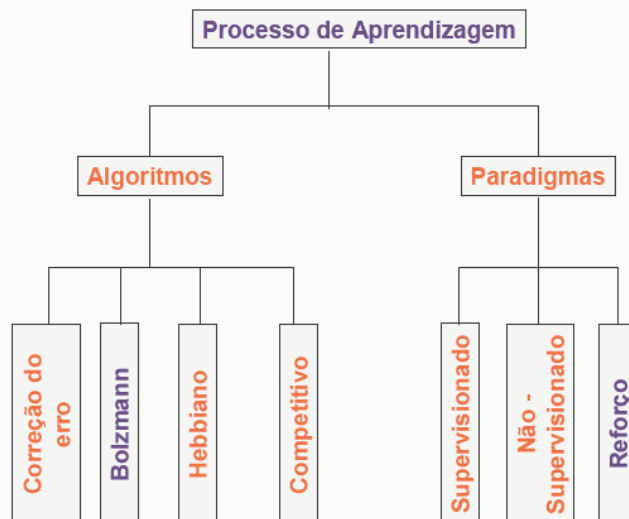 Processo de Aprendizagem
Algoritmos
Paradigmas
Correção do
erro
Bolzmann
Hebbiano
Competitivo
Supervisionado
Não -
Supervisionado
Reforço